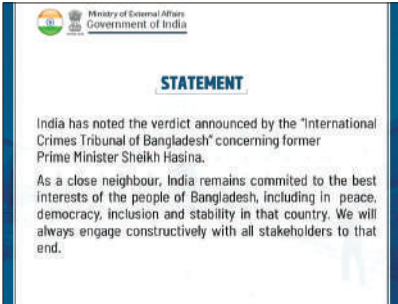 Ministry of External Affairs
Government of India
STATEMENT
India has noted the verdict announced by the "International
Crimes Tribunal of Bangladesh" concerning former
Prime Minister Sheikh Hasina.
As a close neighbour, India remains commited to the best
interests of the people of Bangladesh, including in peace,
democracy, inclusion and stability in that country. We will
always engage constructively with all stakeholders to that
end.